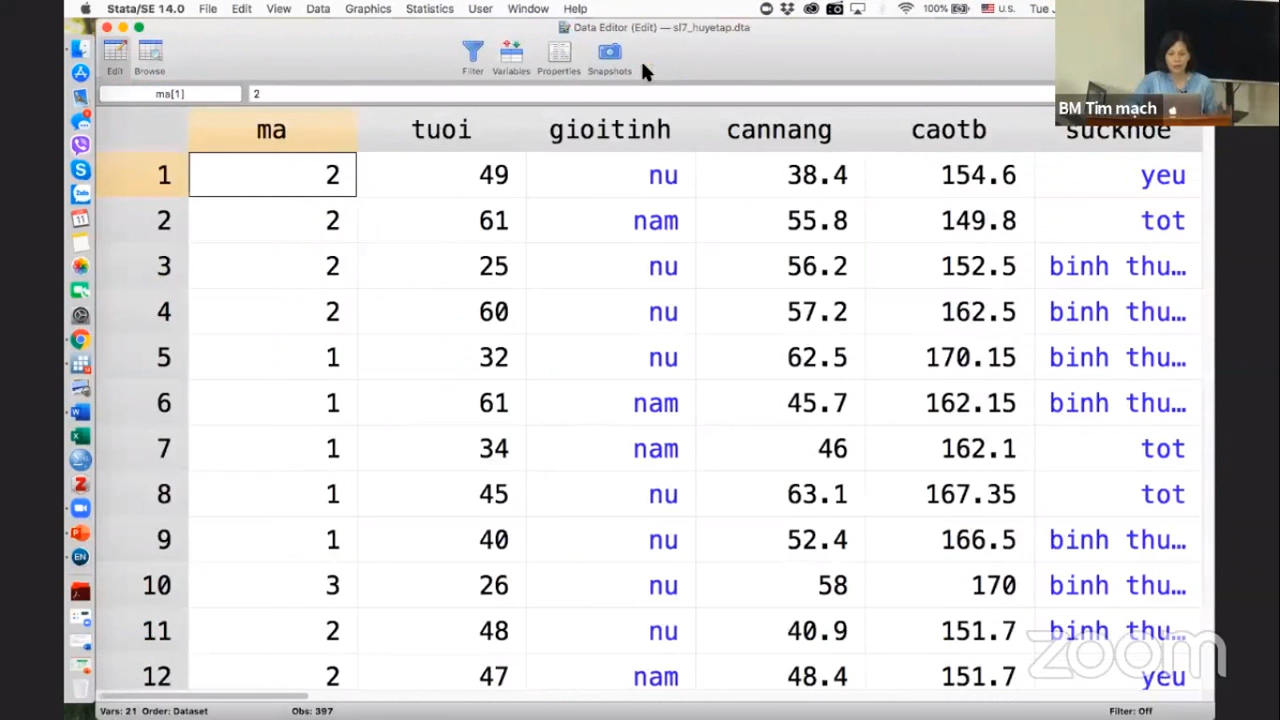 Stata/SE 14.0 File Edit View Data Graphics Statistics User Window Help 100% U.S. Tue
Data Editor (Edit) — sl7_huyetap.dta
Edit Browse Filter Variables Properties Snapshots
BM Tim mạch
ma[1] 2
ma tuoi gioitinh cannang caotb suckhoe
1 2 49 nu 38.4 154.6 yeu
2 2 61 nam 55.8 149.8 tot
3 2 25 nu 56.2 152.5 binh thu…
4 2 60 nu 57.2 162.5 binh thu…
5 1 32 nu 62.5 170.15 binh thu…
6 1 61 nam 45.7 162.15 binh thu…
7 1 34 nam 46 162.1 tot
8 1 45 nu 63.1 167.35 tot
9 1 40 nu 52.4 166.5 binh thu…
10 3 26 nu 58 170 binh thu…
11 2 48 nu 40.9 151.7 binh thu…
12 2 47 nam 48.4 151.7 yeu
zoom
Vars: 21 Order: Dataset Obs: 397 Filter: Off